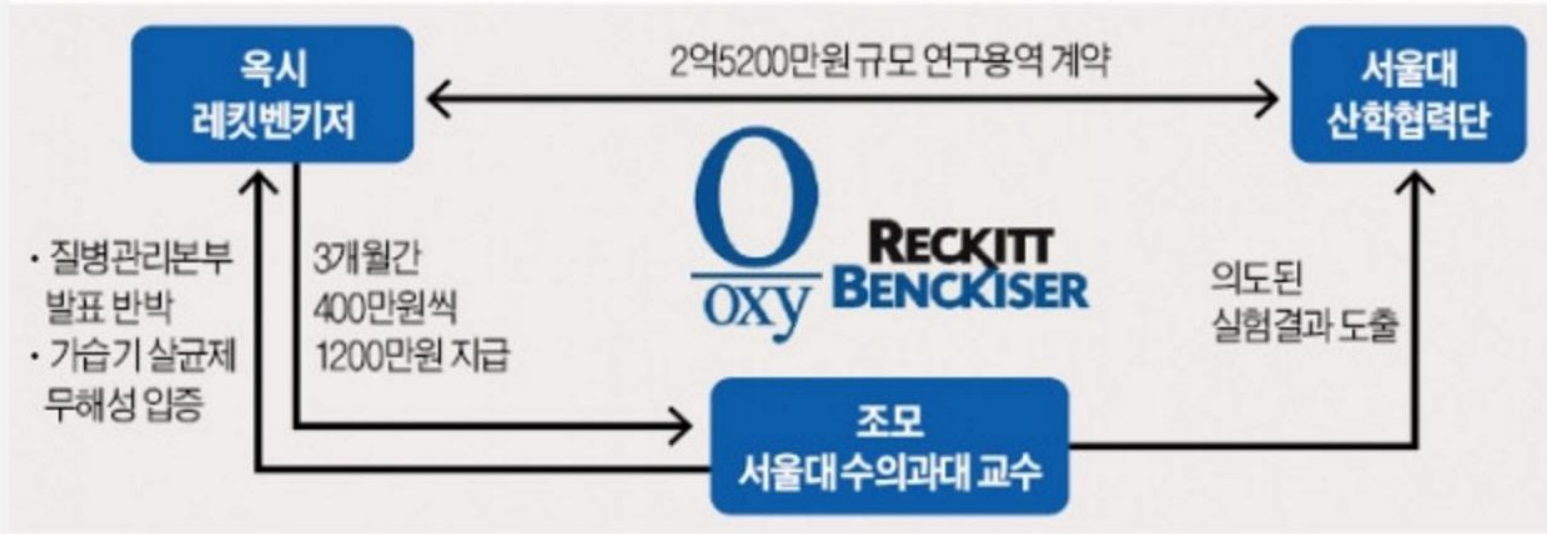 옥시
레킷벤키저
2억5200만원 규모 연구용역 계약
서울대
산학협력단
· 질병관리본부
발표 반박
· 가습기 살균제
무해성 입증
3개월간
400만원씩
1200만원 지급
O
oxy
RECKITT
BENCKISER
의도된
실험결과 도출
조모
서울대 수의과대 교수